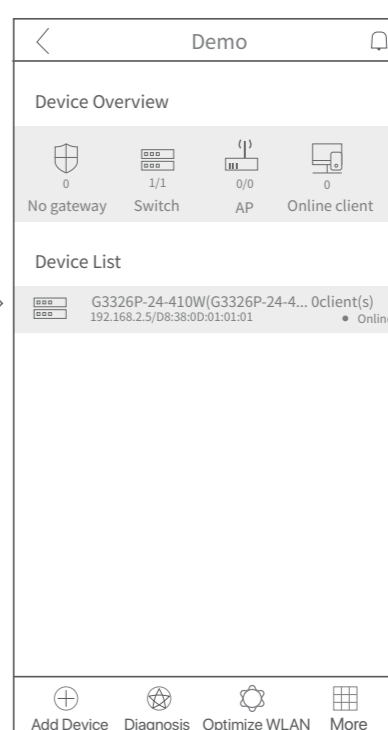 Demo
Device Overview
0 1/1 0/0 0
No gateway Switch AP Online client
Device List
G3326P-24-410W(G3326P-24-4... 0client(s)
192.168.2.5/D8:38:0D:01:01:01 Online
Add Device Diagnosis Optimize WLAN More